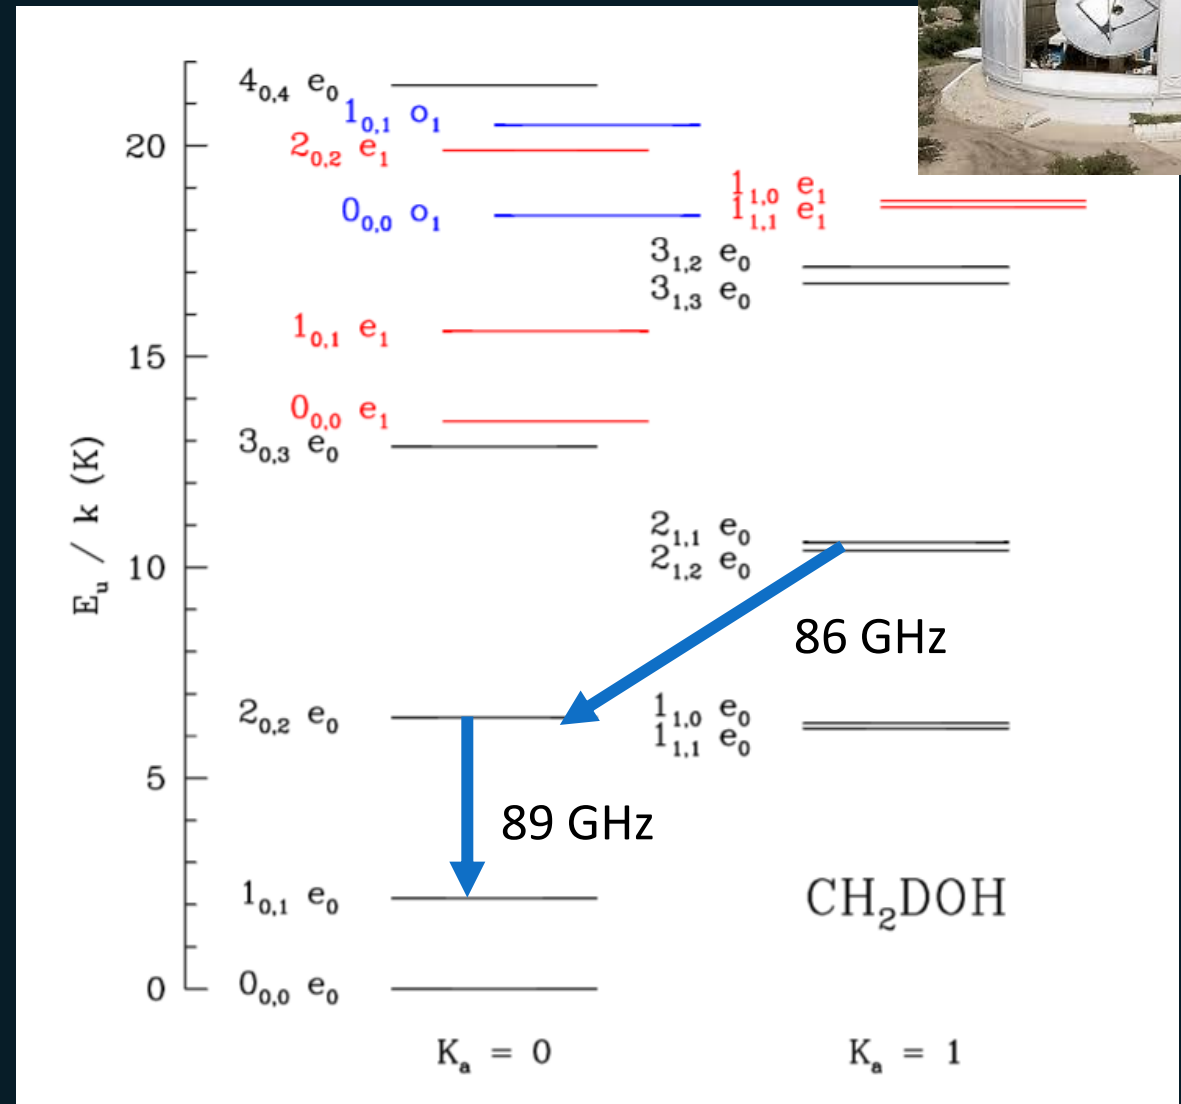 4₀,₄ e₀
1₀,₁ o₁
20
2₀,₂ e₁
1₁,₀ e₁
0₀,₀ o₁
1₁,₁ e₁
3₁,₂ e₀
3₁,₃ e₀
1₀,₁ e₁
15
0₀,₀ e₁
3₀,₃ e₀
Eᵤ / k (K)
2₁,₁ e₀
2₁,₂ e₀
10
86 GHz
2₀,₂ e₀
1₁,₀ e₀
1₁,₁ e₀
5
89 GHz
1₀,₁ e₀
CH₂DOH
0
0₀,₀ e₀
Kₐ = 0
Kₐ = 1